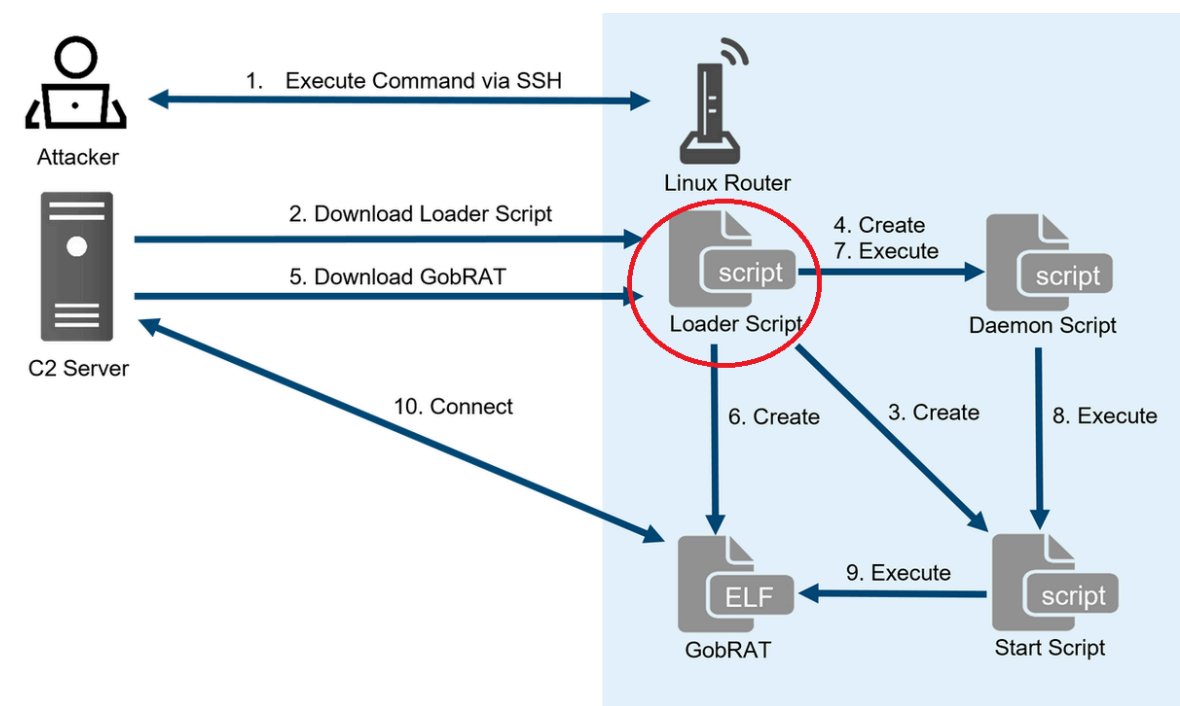 1. Execute Command via SSH
Attacker
Linux Router
2. Download Loader Script
4. Create
7. Execute
script
script
5. Download GobRAT
Loader Script
Daemon Script
C2 Server
10. Connect
6. Create
3. Create
8. Execute
9. Execute
ELF
script
GobRAT
Start Script